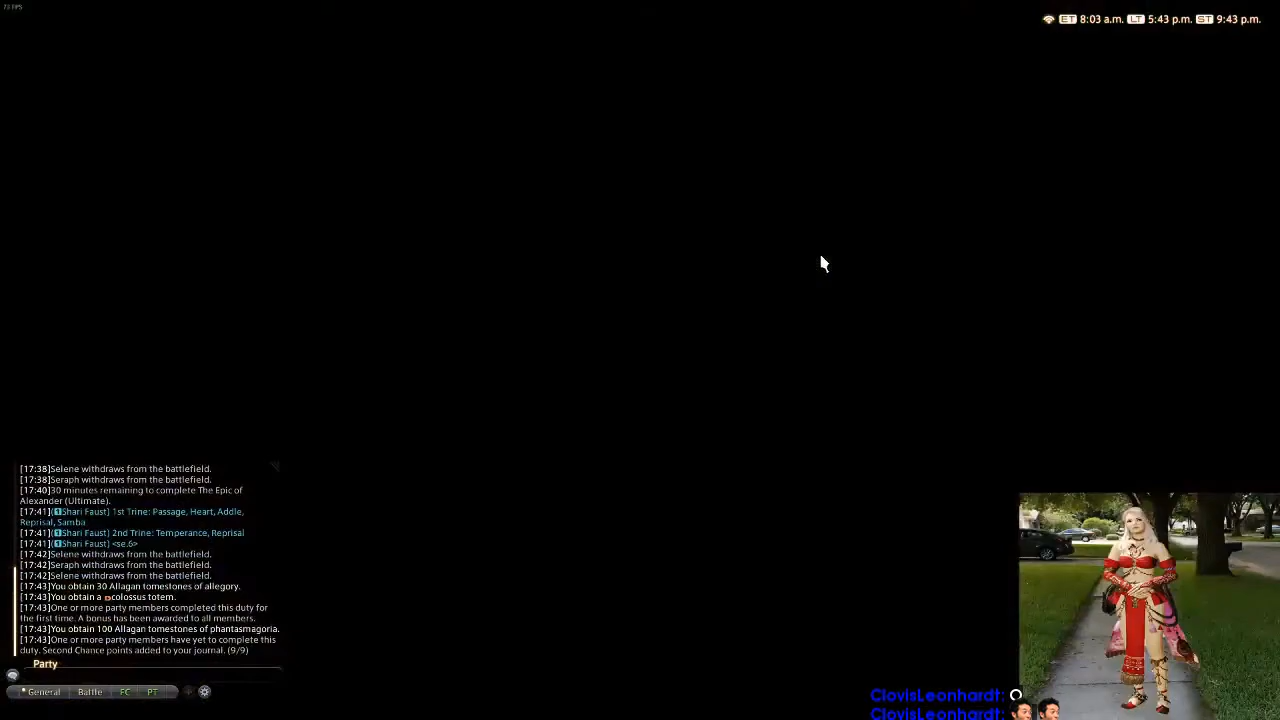 73 FPS
ET 8:03 a.m. LT 5:43 p.m. ST 9:43 p.m.
[17:38]Selene withdraws from the battlefield.
[17:38]Seraph withdraws from the battlefield.
[17:40]30 minutes remaining to complete The Epic of
Alexander (Ultimate).
[17:41](1Shari Faust) 1st Trine: Passage, Heart, Addle,
Reprisal, Samba
[17:41](1Shari Faust) 2nd Trine: Temperance, Reprisal
[17:41](1Shari Faust) <se.6>
[17:42]Selene withdraws from the battlefield.
[17:42]Seraph withdraws from the battlefield.
[17:42]Selene withdraws from the battlefield.
[17:43]You obtain 30 Allagan tomestones of allegory.
[17:43]You obtain a colossus totem.
[17:43]One or more party members completed this duty for
the first time. A bonus has been awarded to all members.
[17:43]You obtain 100 Allagan tomestones of phantasmagoria.
[17:43]One or more party members have yet to complete this
duty. Second Chance points added to your journal. (9/9)
Party
General Battle FC PT
ClovisLeonhardt: O
ClovisLeonhardt: